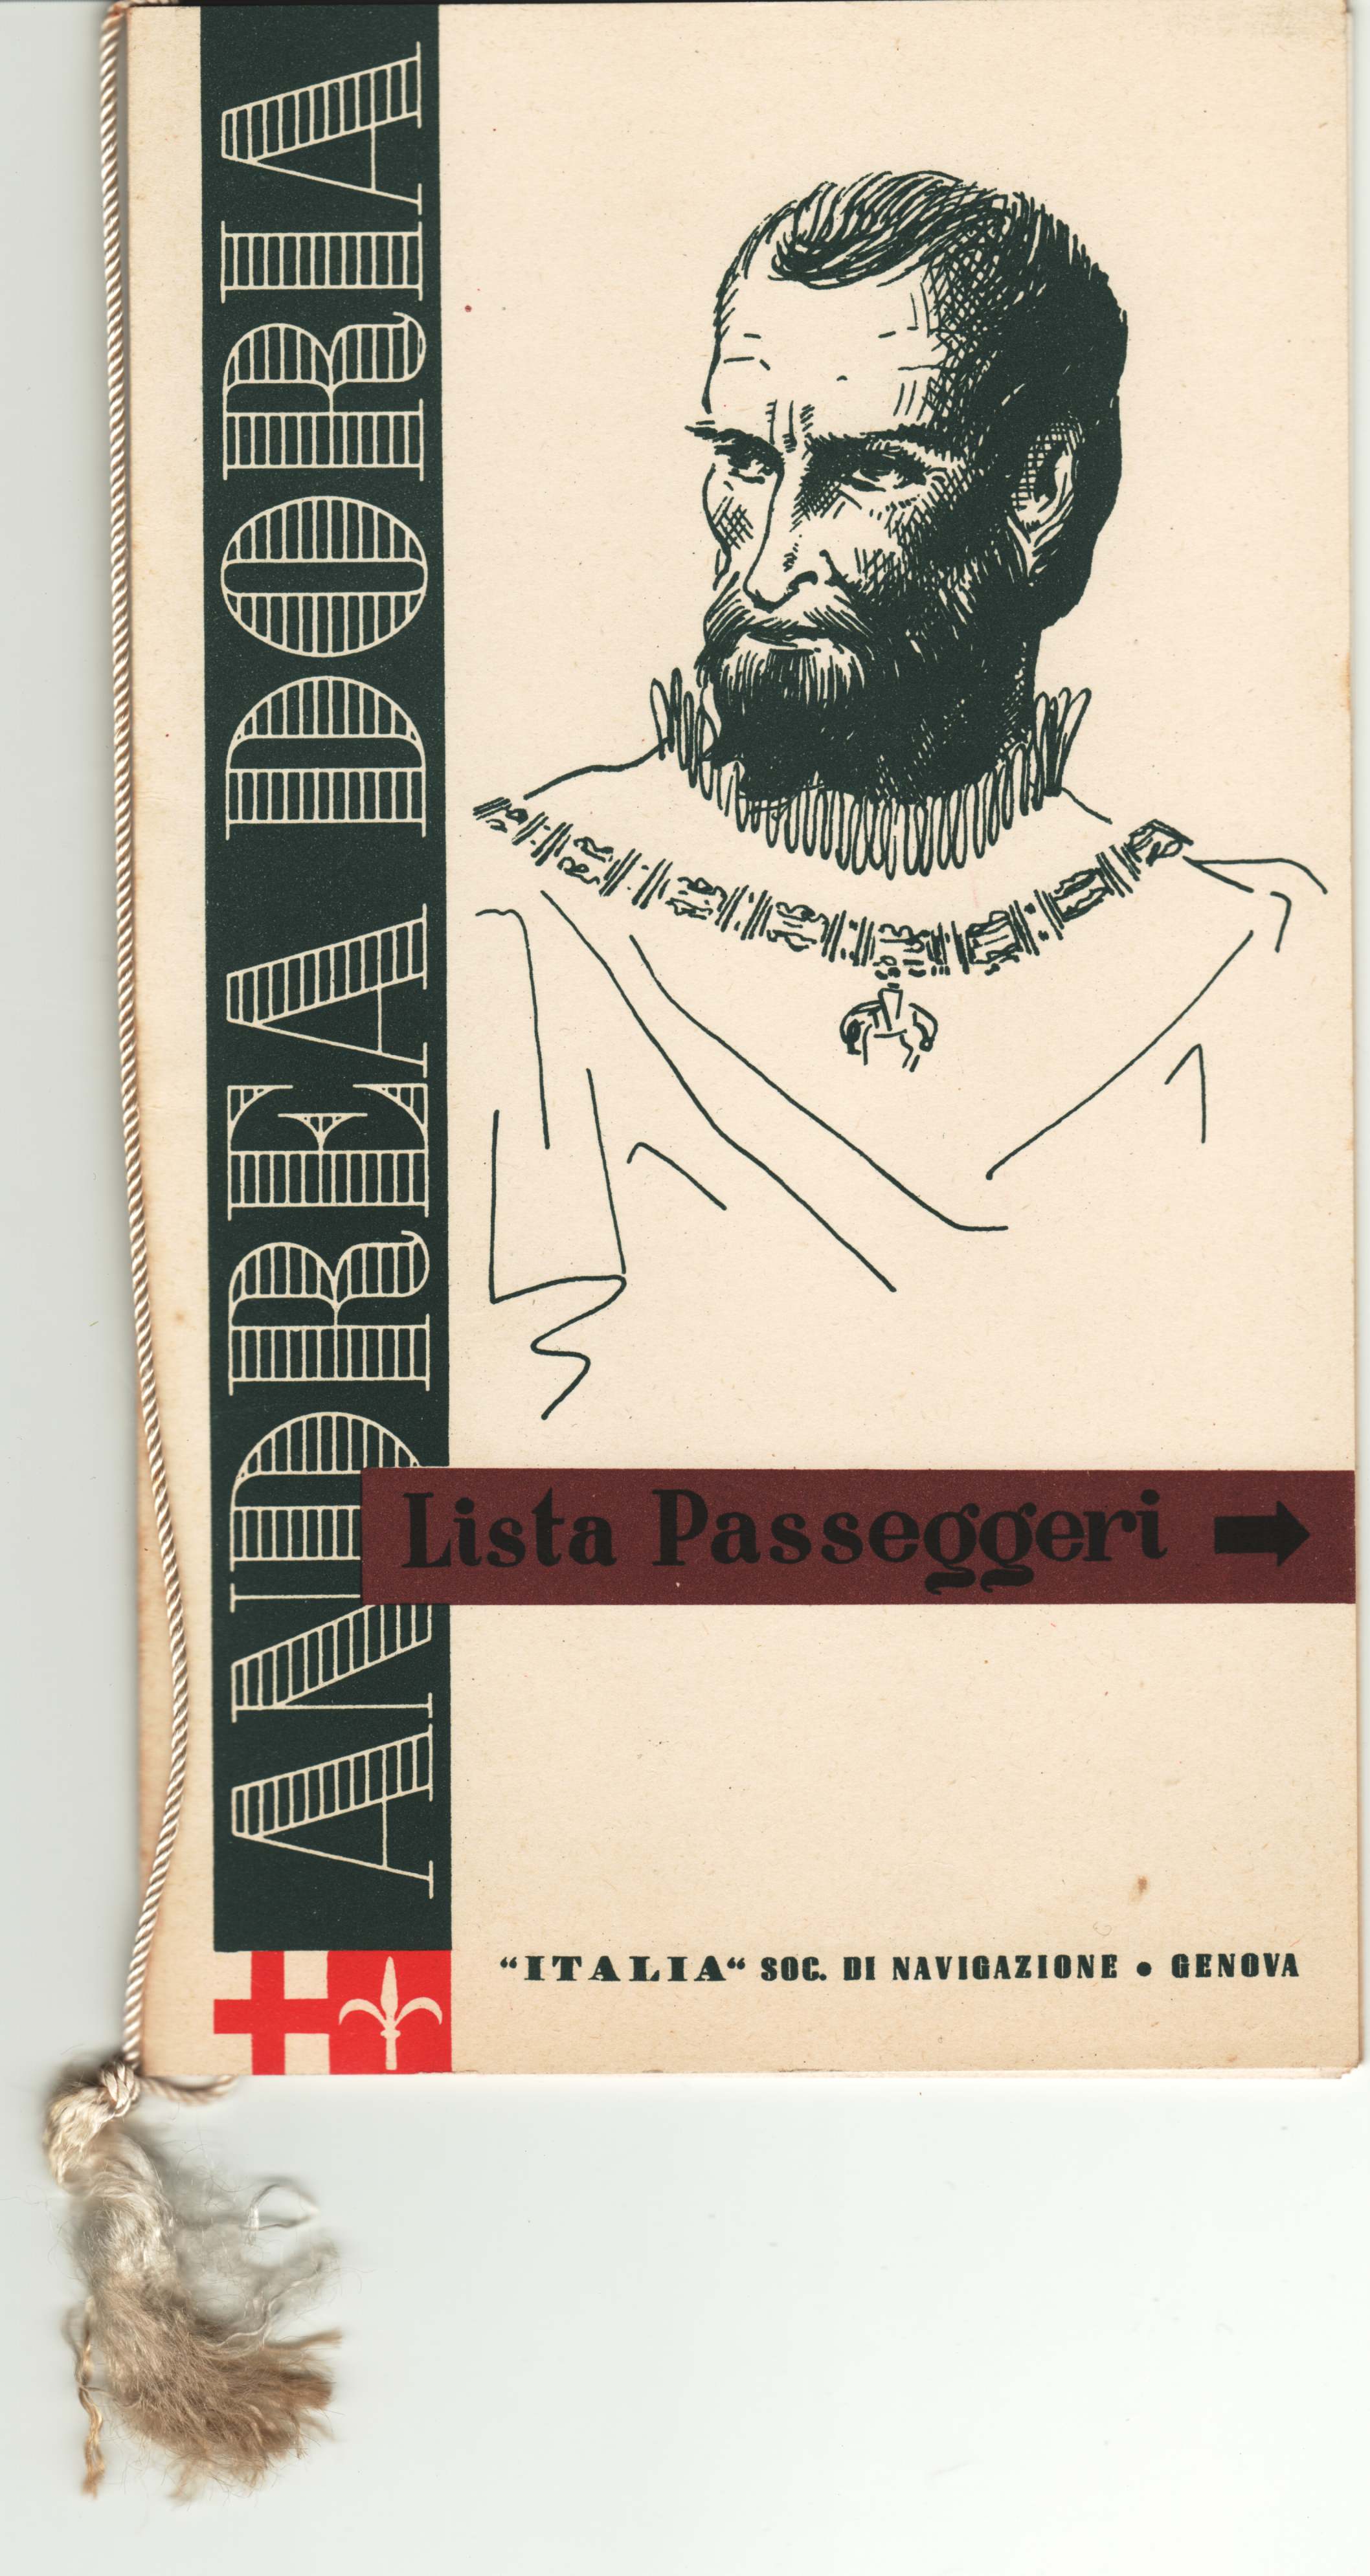 ANDREA DORIA
Lista Passeggeri
“ITALIA“ SOC. DI NAVIGAZIONE • GENOVA